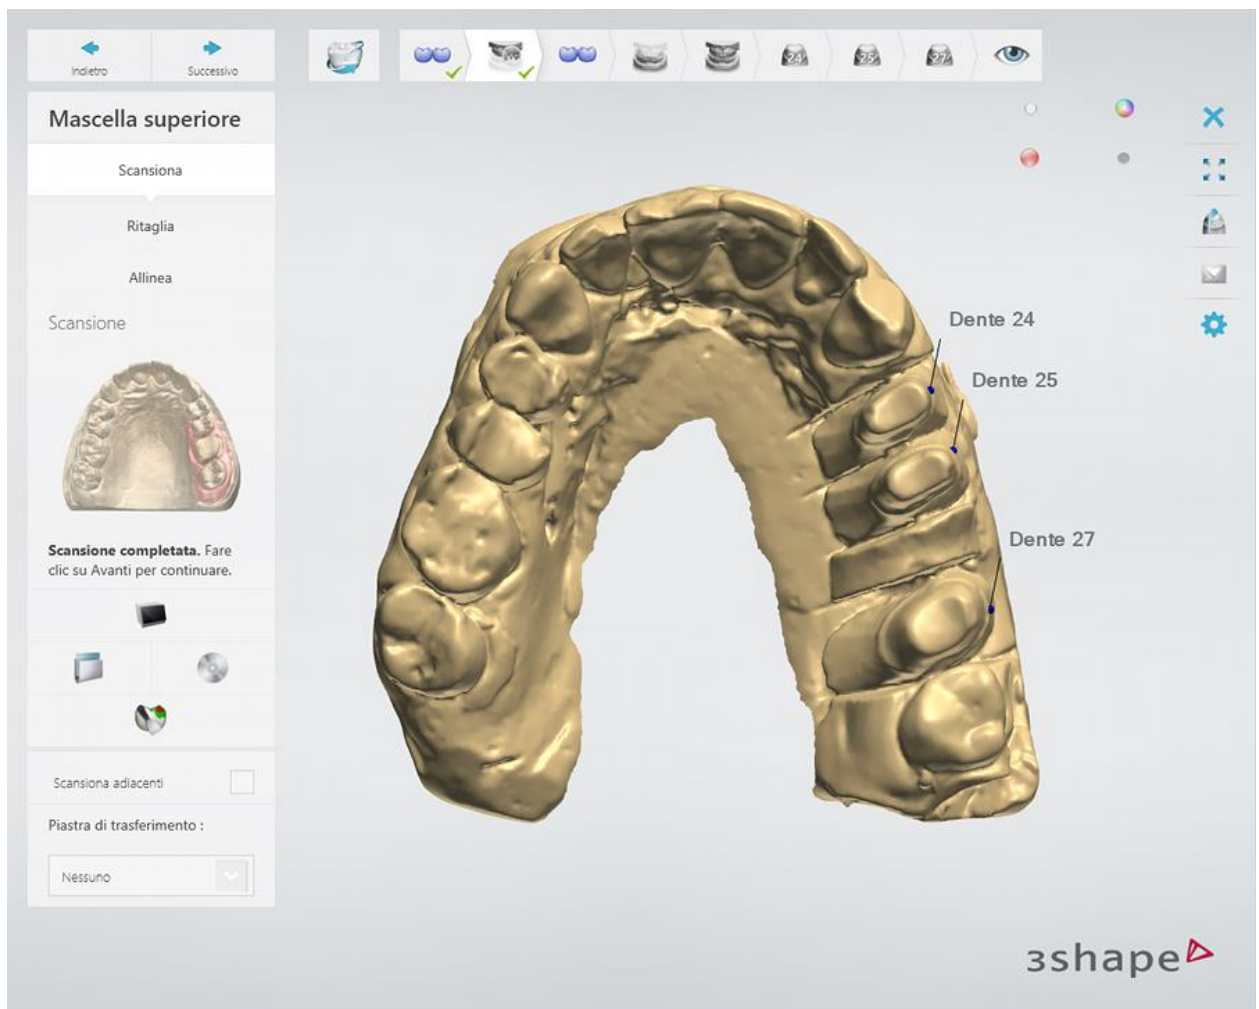 Indietro
Successivo
24
25
27
Mascella superiore
Scansiona
Ritaglia
Allinea
Scansione
Scansione completata. Fare
clic su Avanti per continuare.
Scansiona adiacenti
Piastra di trasferimento :
Nessuno
Dente 24
Dente 25
Dente 27
3shape